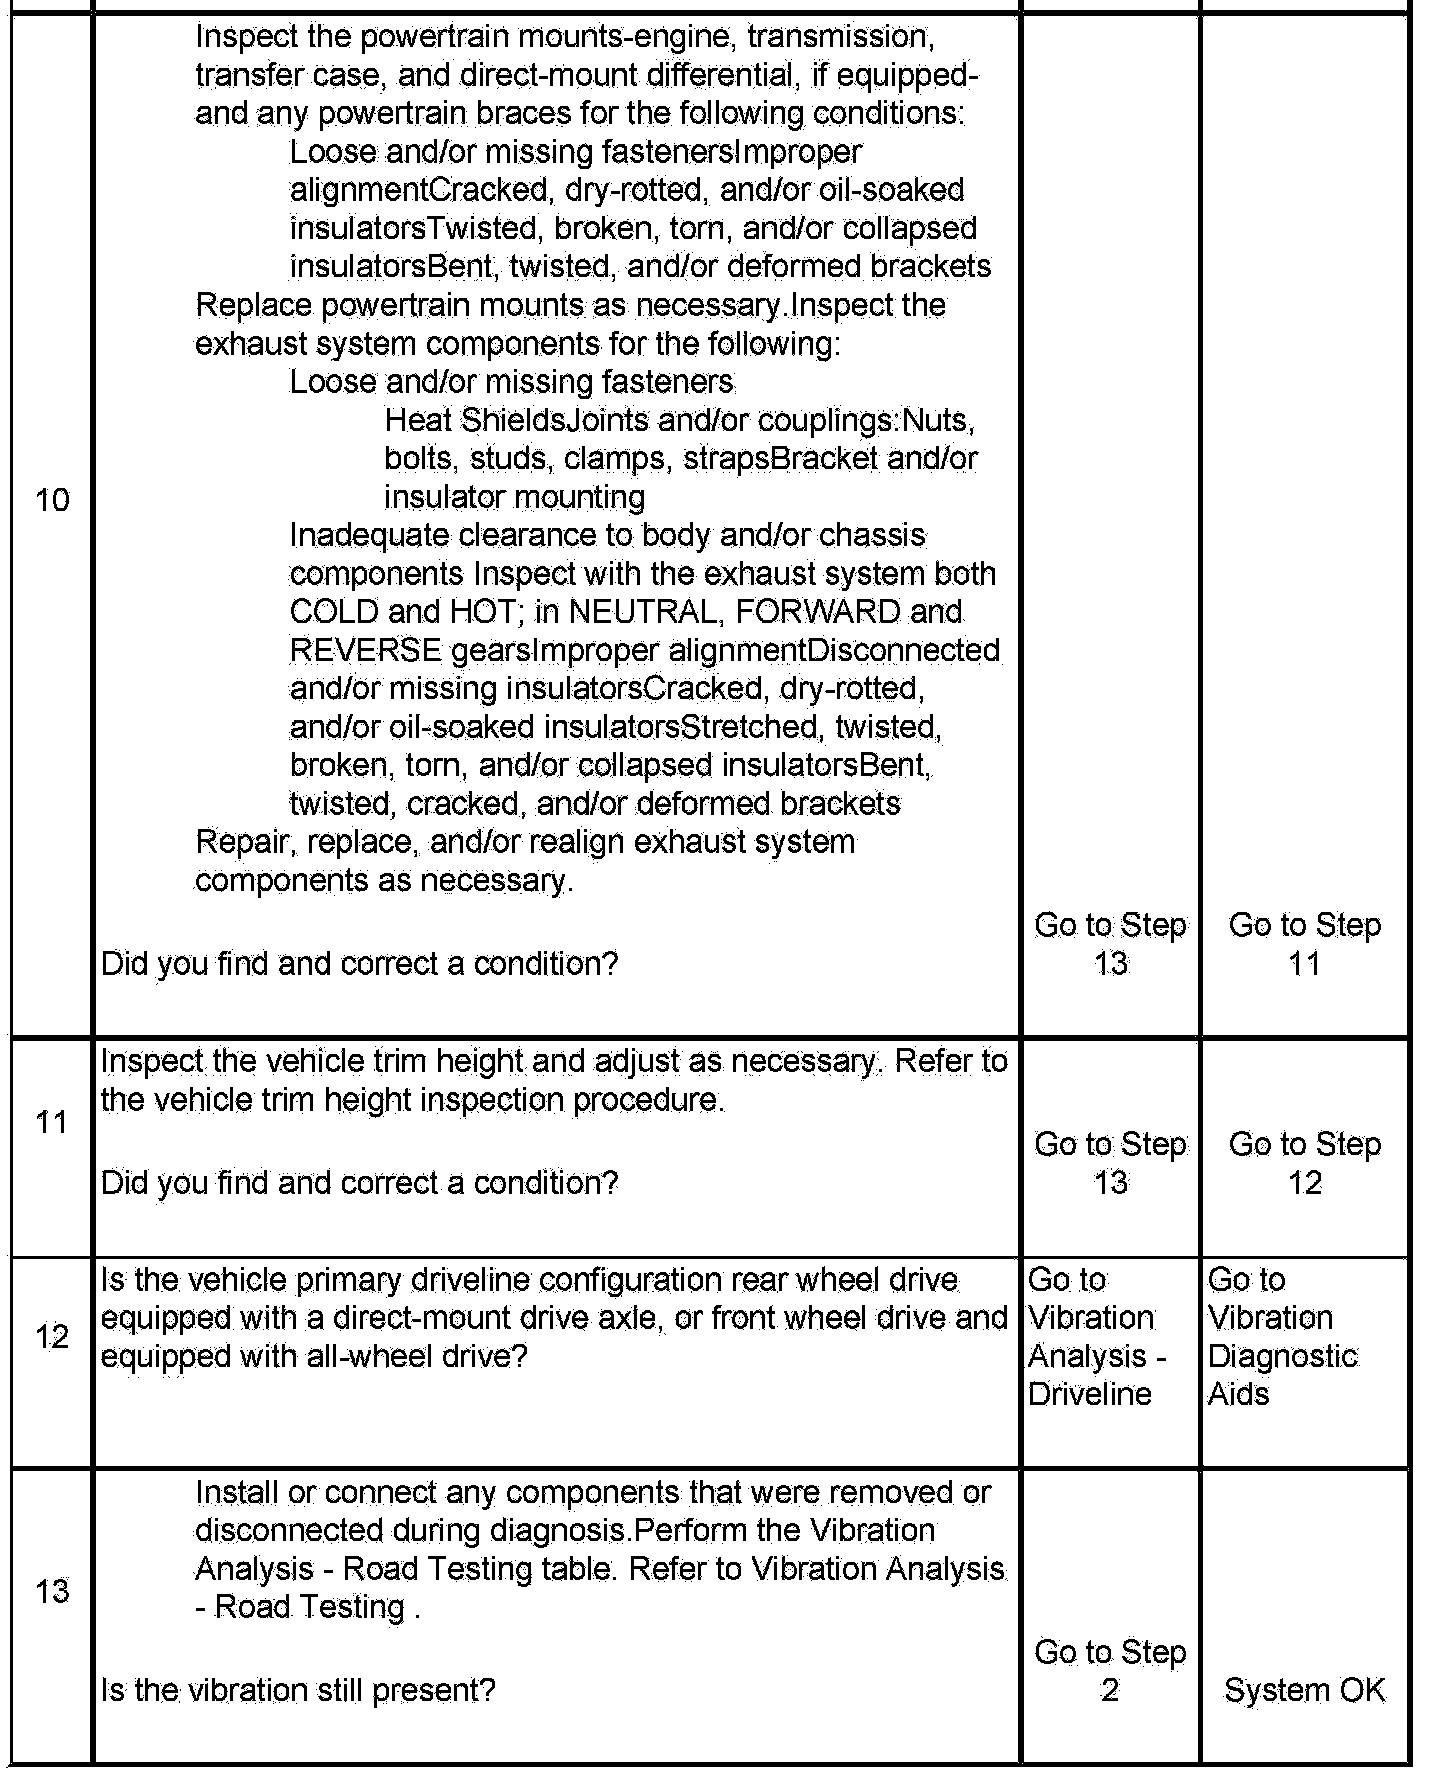 Inspect the powertrain mounts-engine, transmission,
transfer case, and direct-mount differential, if equipped-
and any powertrain braces for the following conditions:
Loose and/or missing fastenersImproper
alignmentCracked, dry-rotted, and/or oil-soaked
insulatorsTwisted, broken, torn, and/or collapsed
insulatorsBent, twisted, and/or deformed brackets
Replace powertrain mounts as necessary.Inspect the
exhaust system components for the following:
Loose and/or missing fasteners
Heat ShieldsJoints and/or couplings:Nuts,
bolts, studs, clamps, strapsBracket and/or
10
insulator mounting
Inadequate clearance to body and/or chassis
components Inspect with the exhaust system both
COLD and HOT; in NEUTRAL, FORWARD and
REVERSE gearsImproper alignmentDisconnected
and/or missing insulatorsCracked, dry-rotted,
and/or oil-soaked insulatorsStretched, twisted,
broken, torn, and/or collapsed insulatorsBent,
twisted, cracked, and/or deformed brackets
Repair, replace, and/or realign exhaust system
components as necessary.
Did you find and correct a condition?
Go to Step
13
Go to Step
11
11
Inspect the vehicle trim height and adjust as necessary. Refer to
the vehicle trim height inspection procedure.
Did you find and correct a condition?
Go to Step
13
Go to Step
12
12
Is the vehicle primary driveline configuration rear wheel drive
equipped with a direct-mount drive axle, or front wheel drive and
equipped with all-wheel drive?
Go to
Vibration
Analysis -
Driveline
Go to
Vibration
Diagnostic
Aids
13
Install or connect any components that were removed or
disconnected during diagnosis.Perform the Vibration
Analysis - Road Testing table. Refer to Vibration Analysis
- Road Testing .
Is the vibration still present?
Go to Step
2
System OK